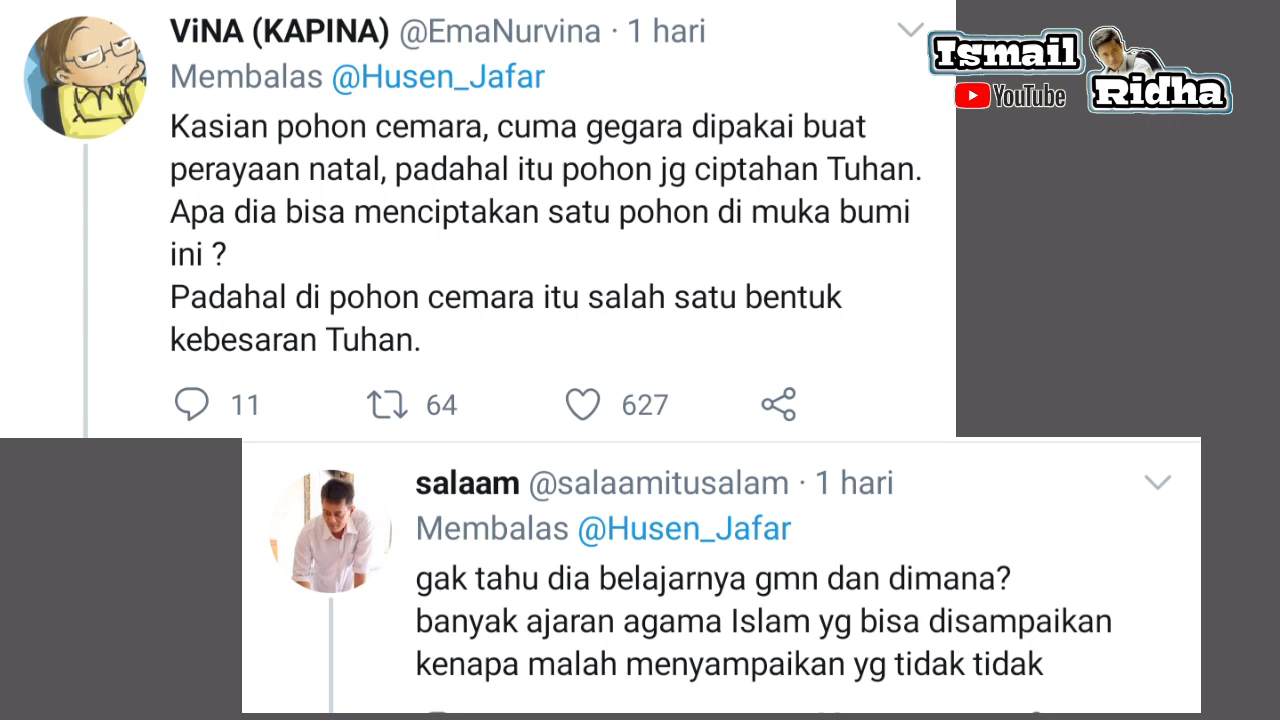 ViNA (KAPINA) @EmaNurvina · 1 hari
Membalas @Husen_Jafar
Kasian pohon cemara, cuma gegara dipakai buat
perayaan natal, padahal itu pohon jg ciptahan Tuhan.
Apa dia bisa menciptakan satu pohon di muka bumi
ini ?
Padahal di pohon cemara itu salah satu bentuk
kebesaran Tuhan.
11 64 627
Ismail
YouTube
Ridha
salaam @salaamitusalam · 1 hari
Membalas @Husen_Jafar
gak tahu dia belajarnya gmn dan dimana?
banyak ajaran agama Islam yg bisa disampaikan
kenapa malah menyampaikan yg tidak tidak